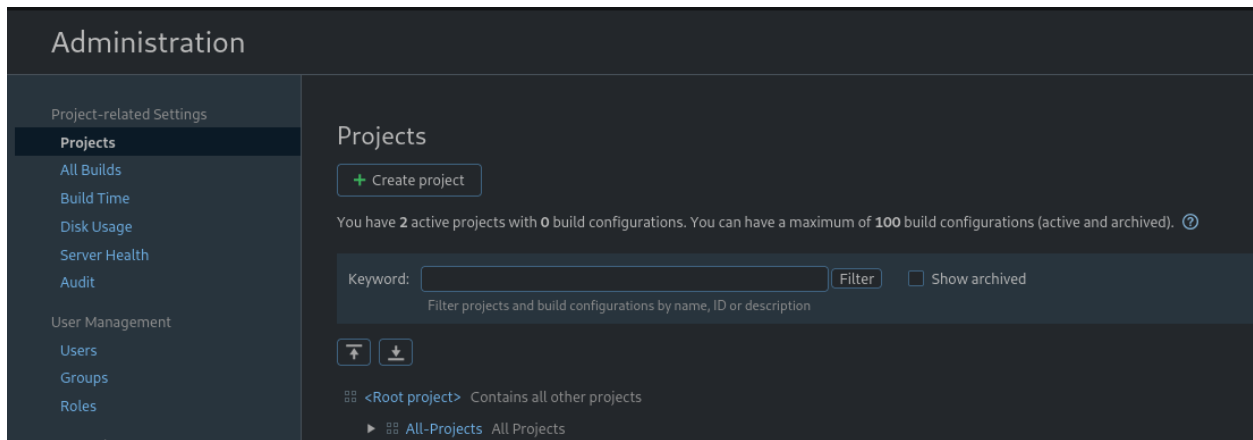 Administration
Project-related Settings
Projects
All Builds
Build Time
Disk Usage
Server Health
Audit
User Management
Users
Groups
Roles
Projects
+ Create project
You have 2 active projects with 0 build configurations. You can have a maximum of 100 build configurations (active and archived). ?
Keyword: Filter Show archived
Filter projects and build configurations by name, ID or description
<Root project> Contains all other projects
All-Projects All Projects